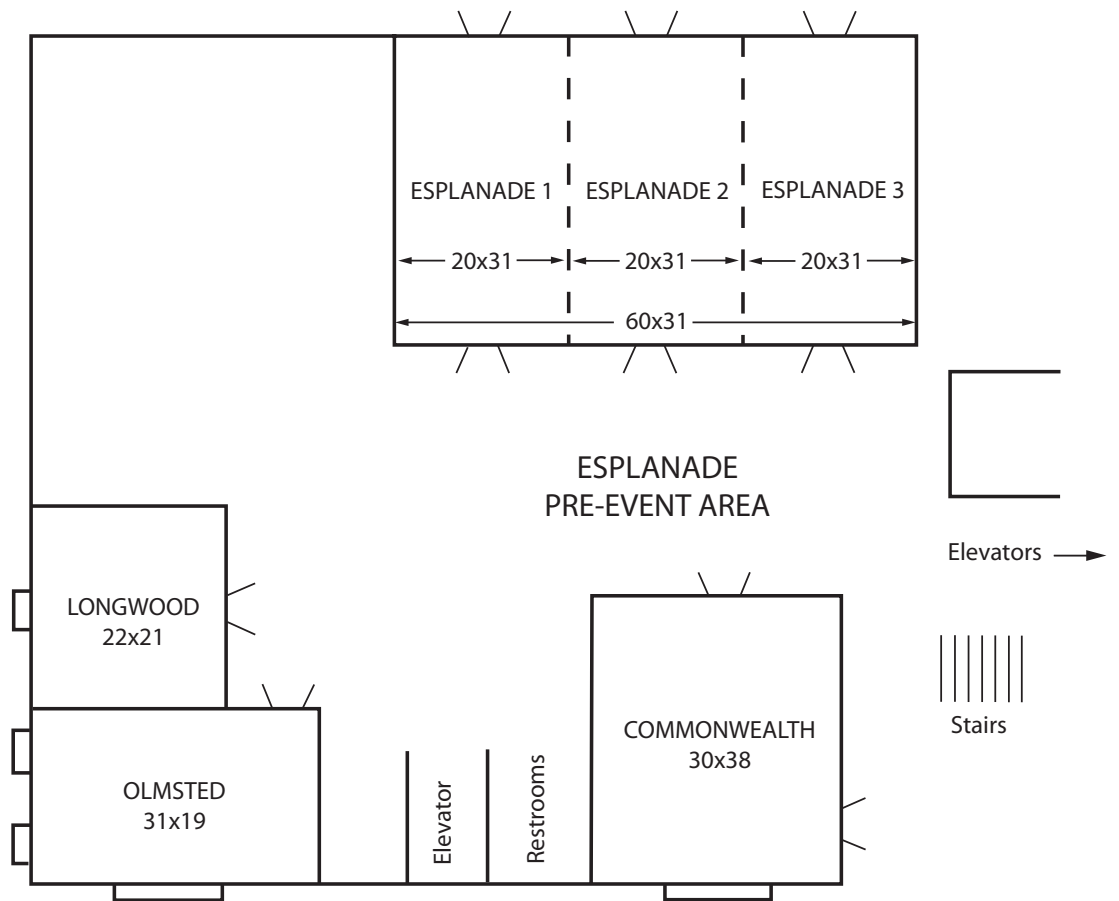 ESPLANADE 1
ESPLANADE 2
ESPLANADE 3
20x31
20x31
20x31
60x31
ESPLANADE
PRE-EVENT AREA
Elevators
LONGWOOD
22x21
Stairs
COMMONWEALTH
30x38
OLMSTED
31x19
Elevator
Restrooms